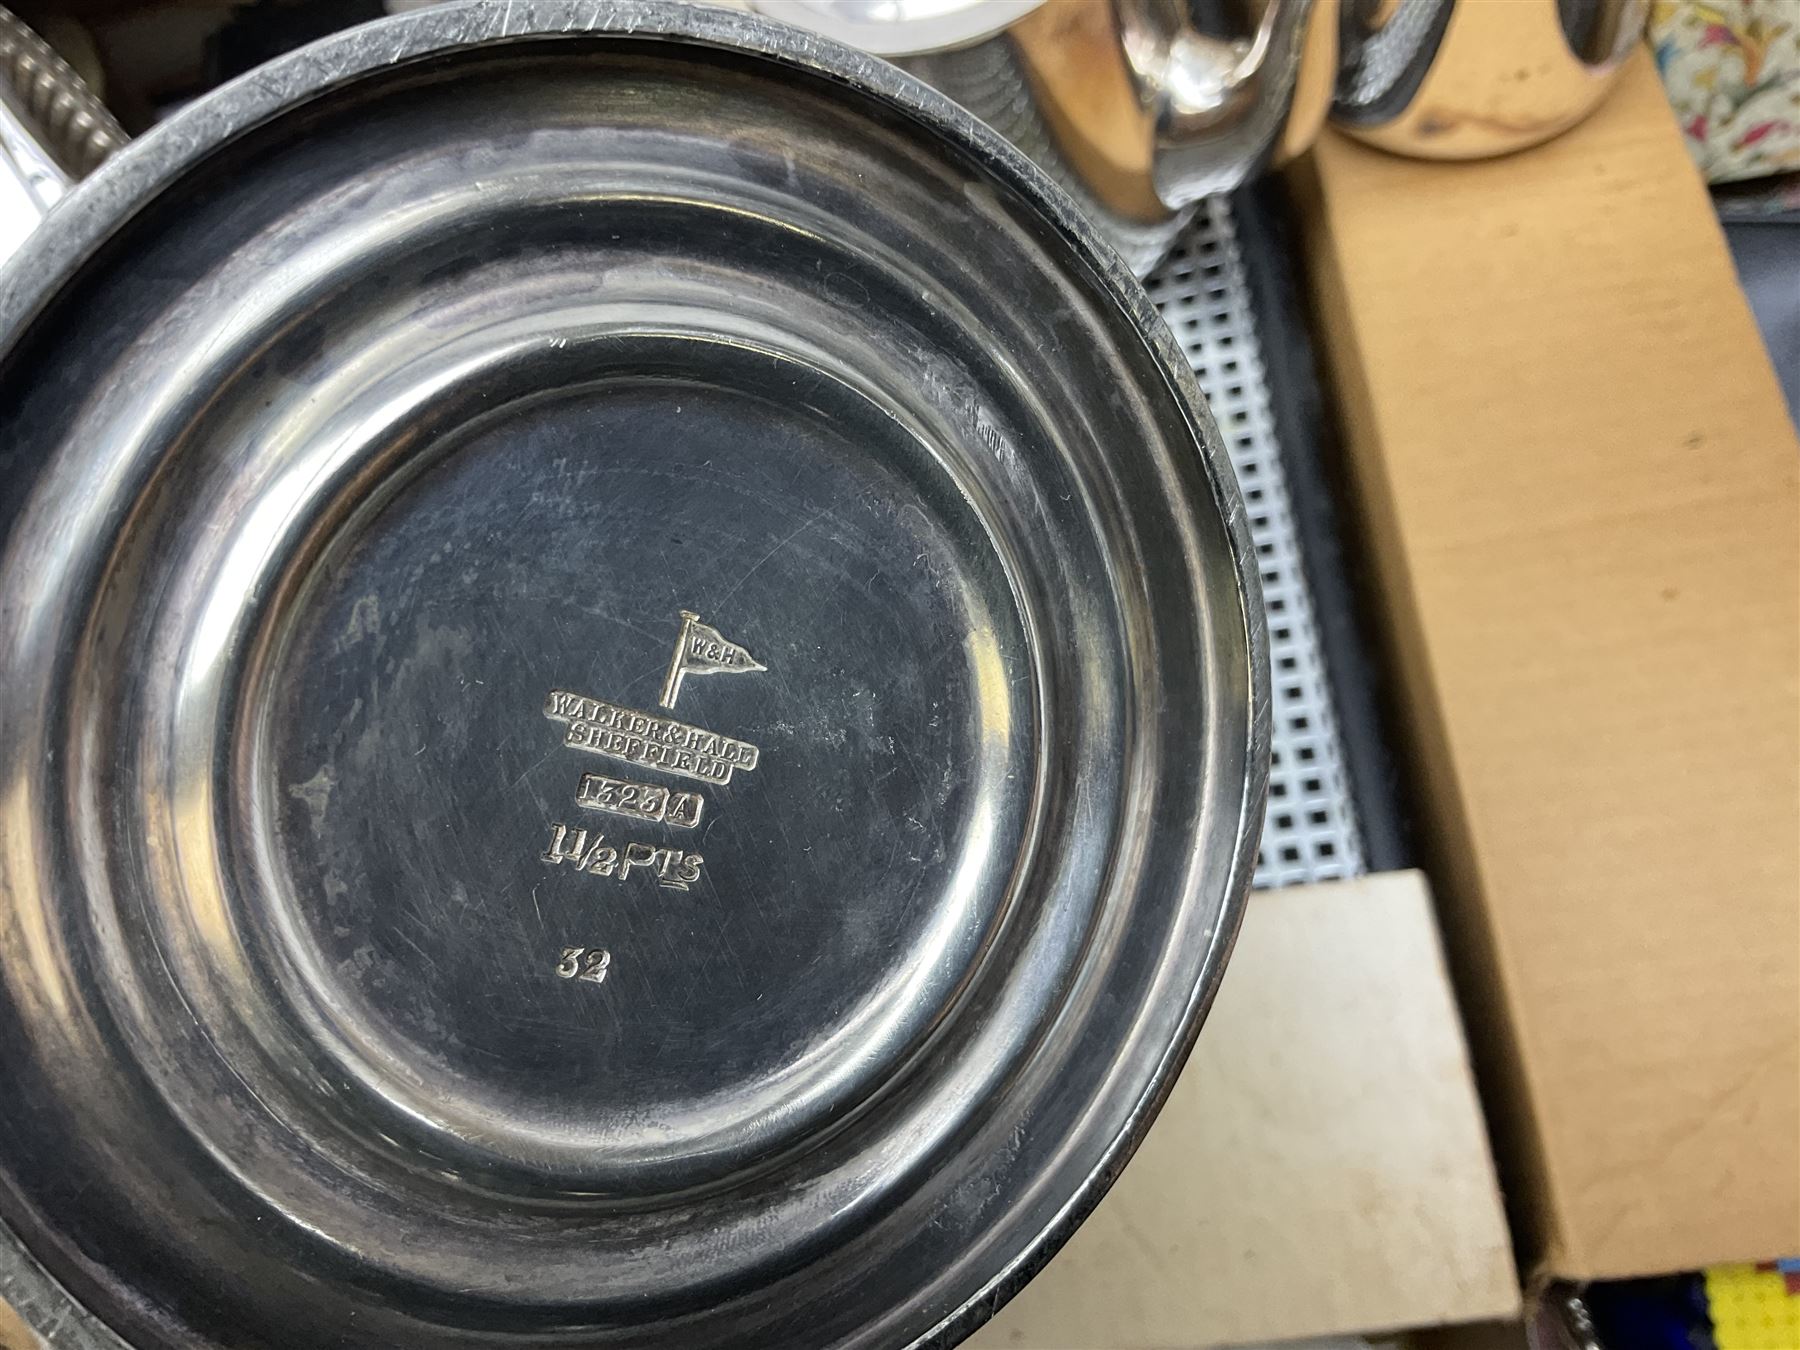 W&H
WALKER&HALL
SHEFFIELD
1323 A
1 1/2 PTS
32